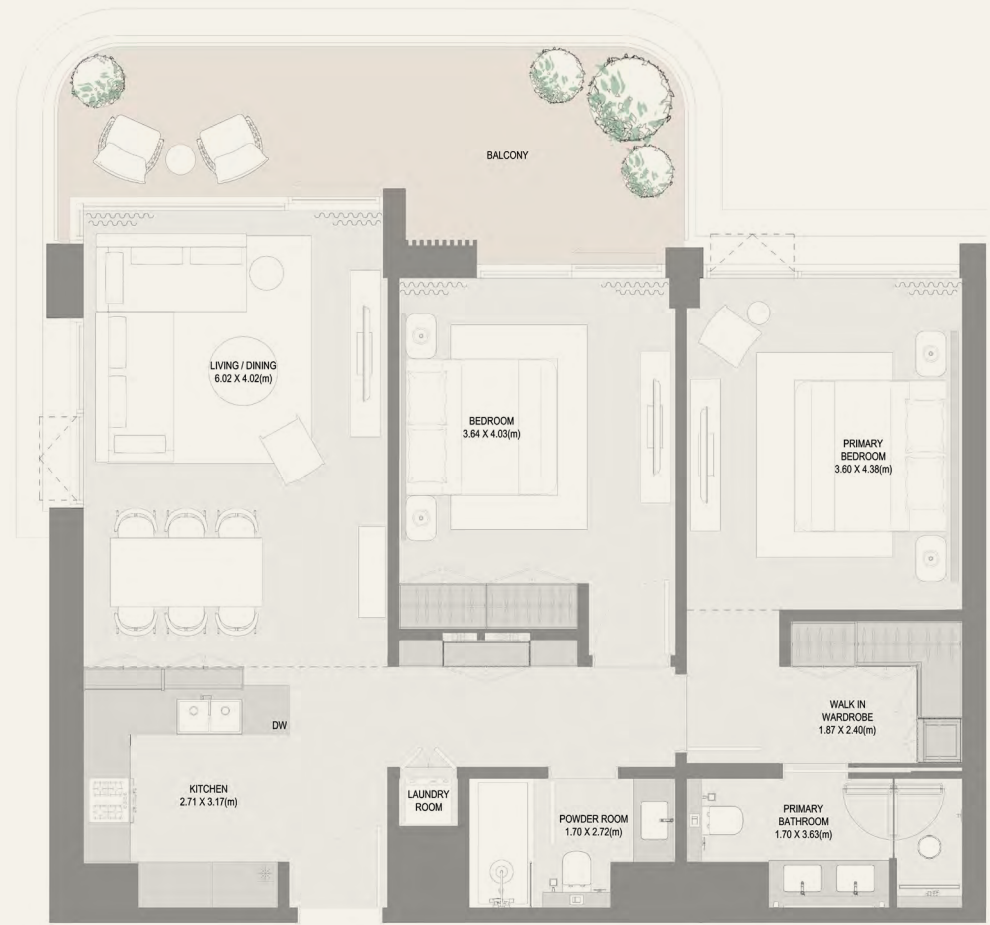 BALCONY
LIVING / DINING
6.02 X 4.02(m)
BEDROOM
3.64 X 4.03(m)
PRIMARY
BEDROOM
3.60 X 4.38(m)
WALK IN
WARDROBE
1.87 X 2.40(m)
DW
KITCHEN
2.71 X 3.17(m)
LAUNDRY
ROOM
POWDER ROOM
1.70 X 2.72(m)
PRIMARY
BATHROOM
1.70 X 3.63(m)